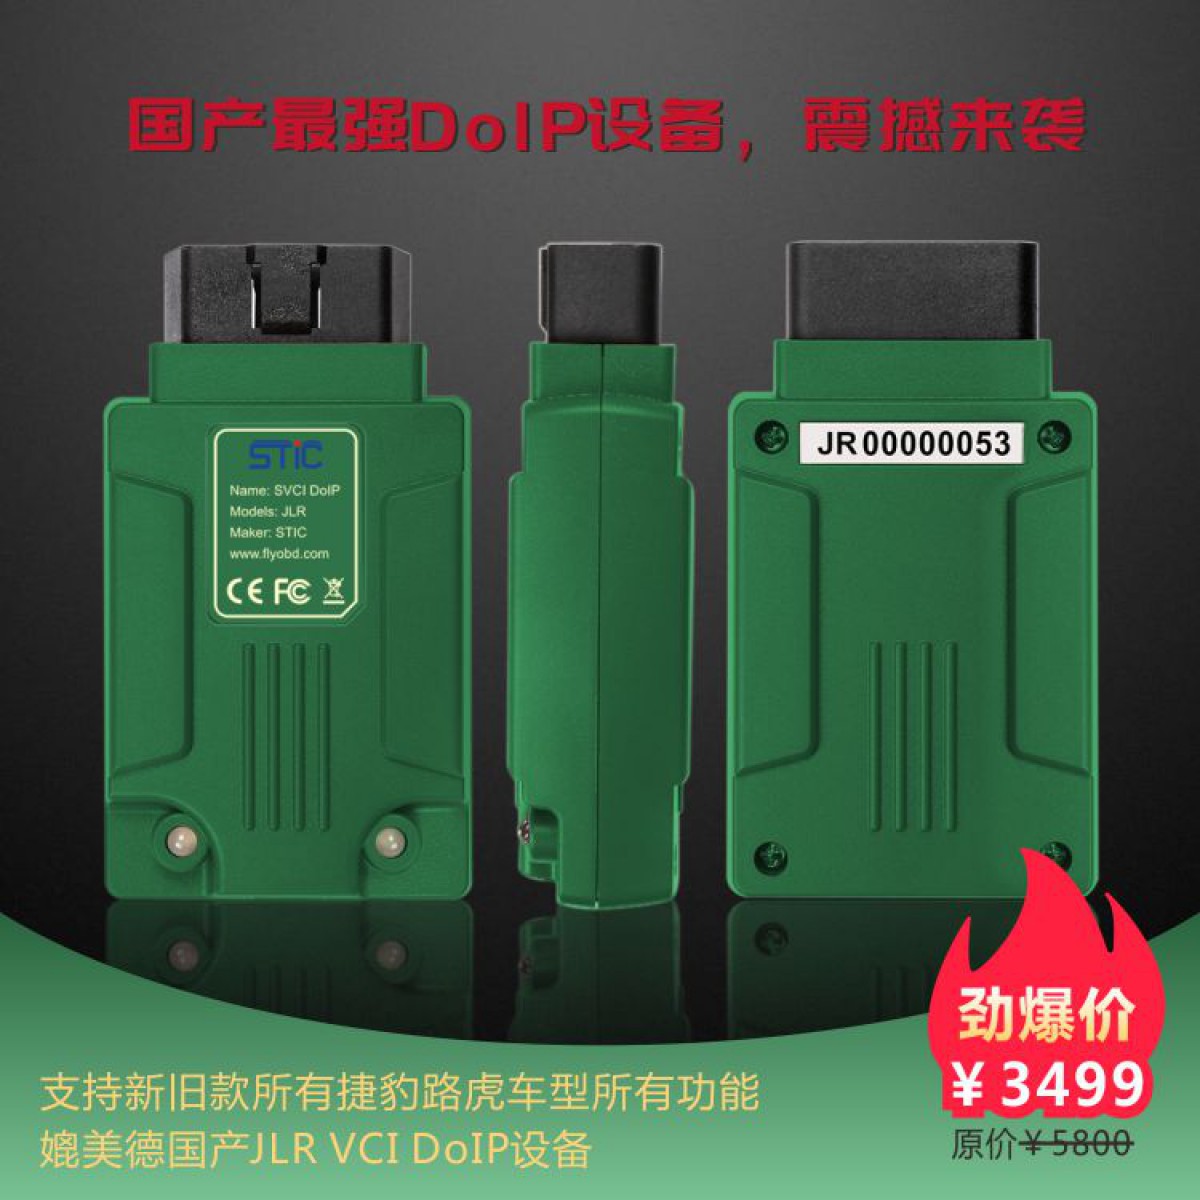 国产最强DoIP设备，震撼来袭
STiC
Name: SVCI DoIP
Models: JLR
Maker: STIC
www.flyobd.com
CE FC
JR00000053
劲爆价
¥3499
原价¥5800
支持新旧款所有捷豹路虎车型所有功能
媲美德国产JLR VCI DoIP设备